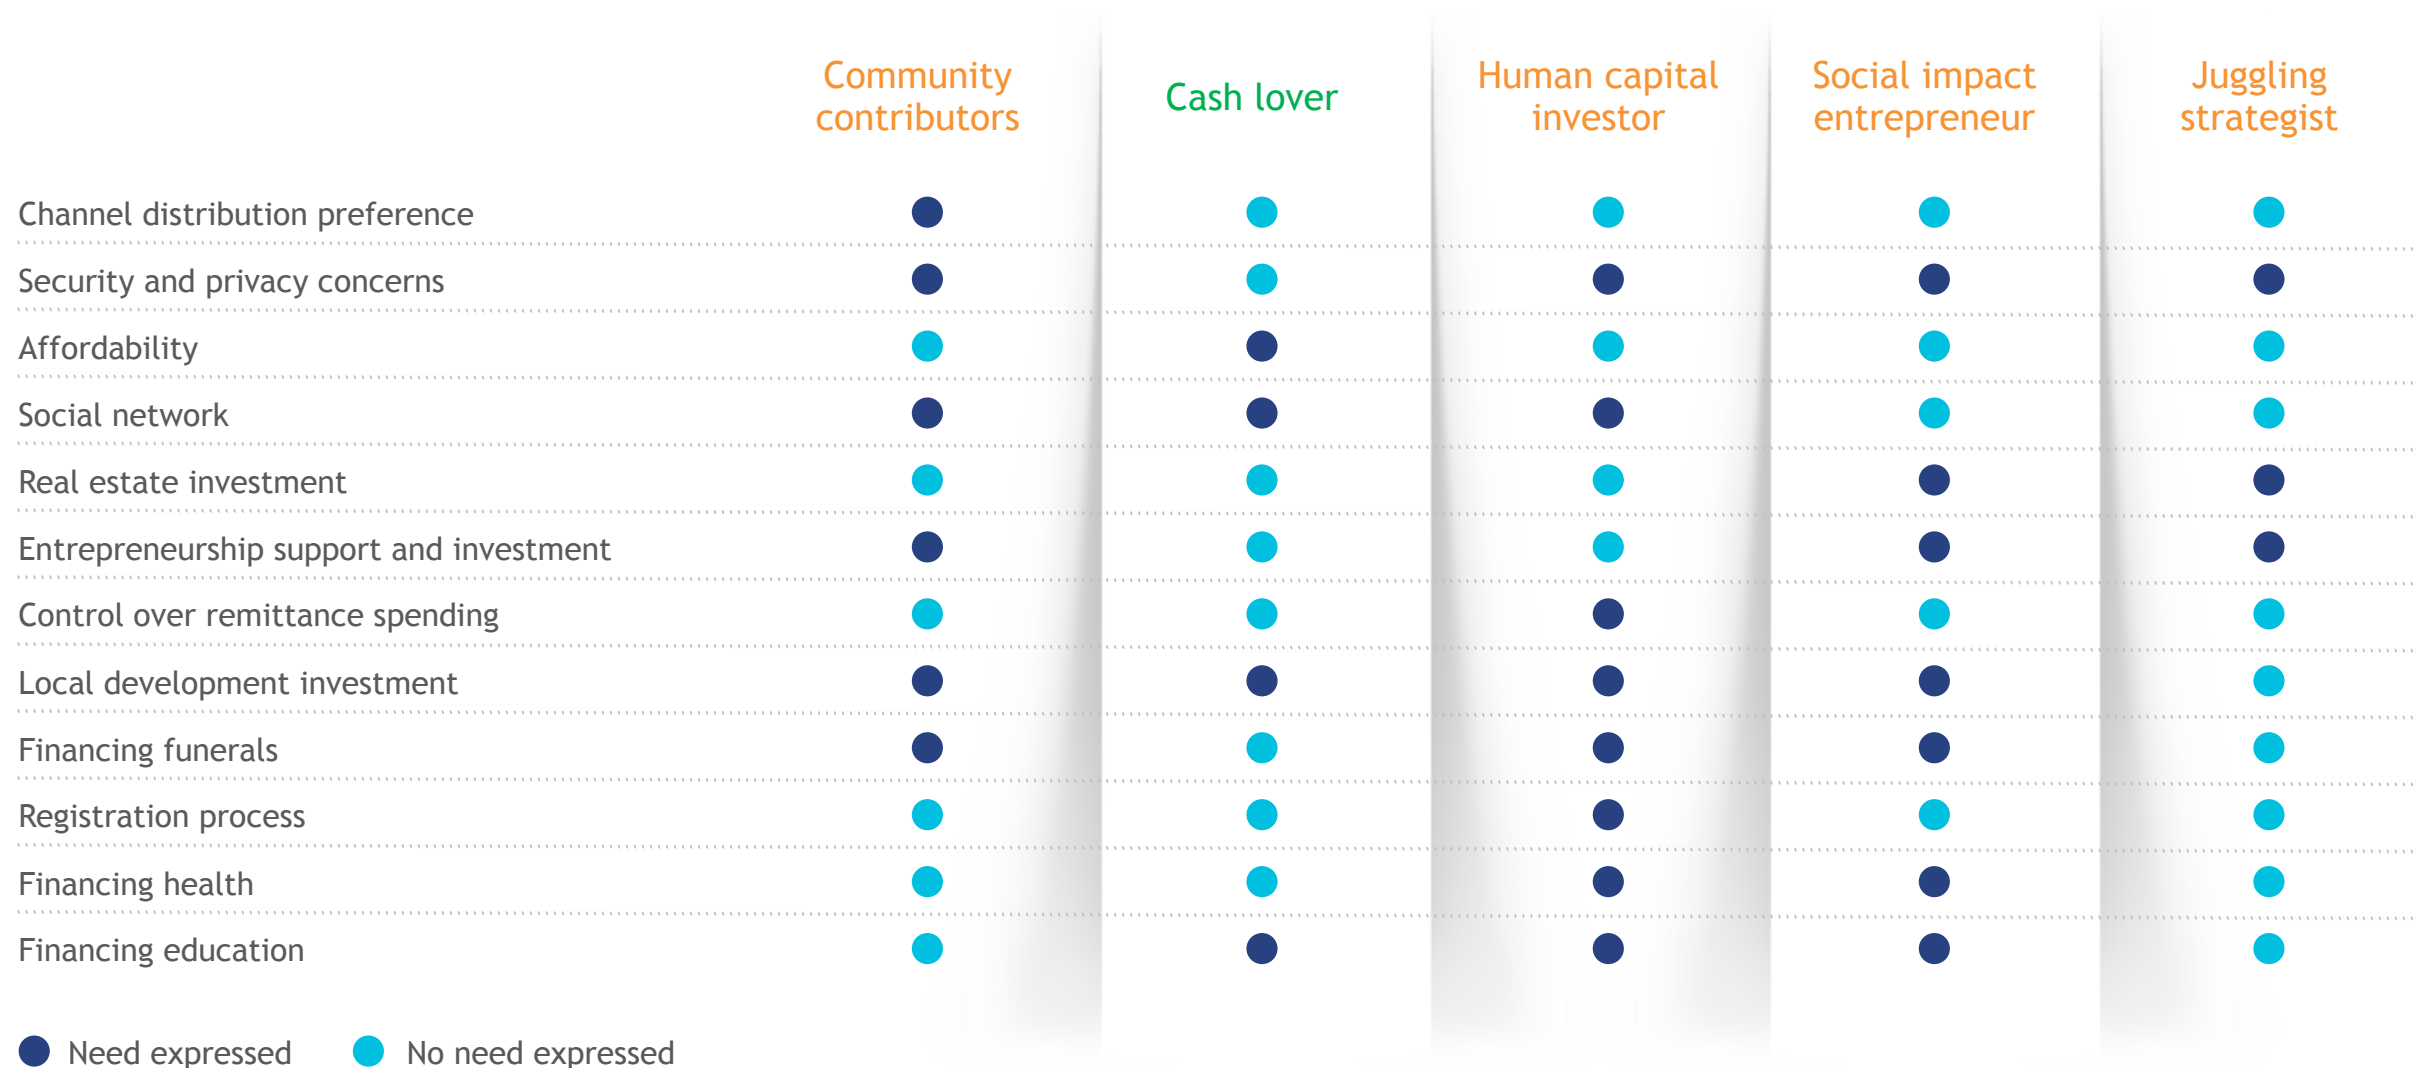 Community
contributors
Cash lover
Human capital
investor
Social impact
entrepreneur
Juggling
strategist
Channel distribution preference
Security and privacy concerns
Affordability
Social network
Real estate investment
Entrepreneurship support and investment
Control over remittance spending
Local development investment
Financing funerals
Registration process
Financing health
Financing education
Need expressed
No need expressed